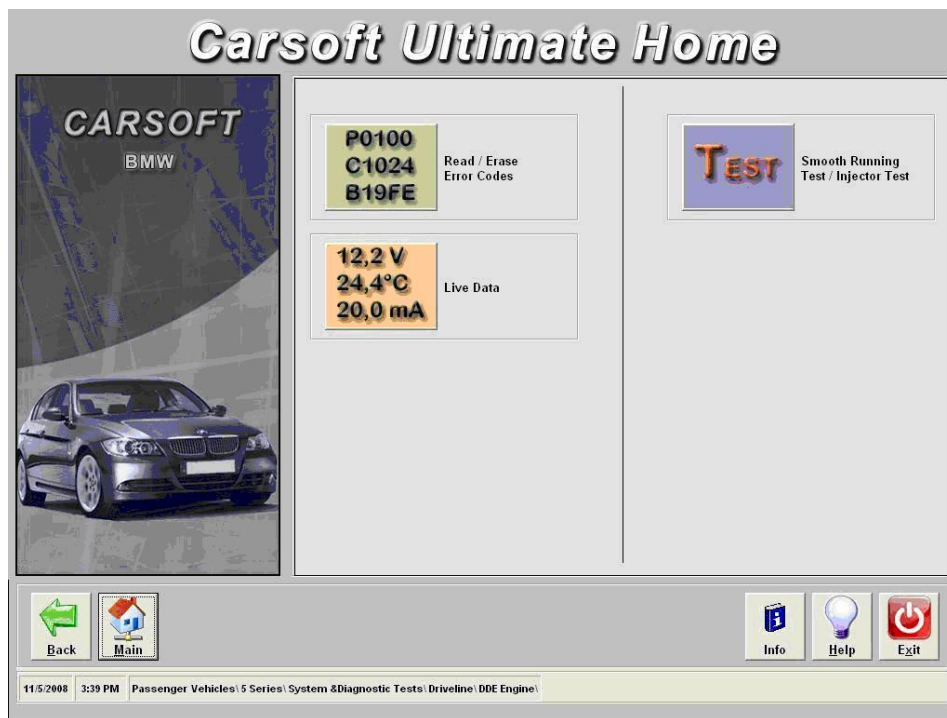 Carsoft Ultimate Home
CARSOFT
BMW
P0100
C1024
B19FE
Read / Erase
Error Codes
12,2 V
24,4°C
20,0 mA
Live Data
TEST
Smooth Running
Test / Injector Test
Back
Main
Info
Help
Exit
11/5/2008
3:39 PM
Passenger Vehicles\ 5 Series\ System &Diagnostic Tests\ Driveline\ DDE Engine\